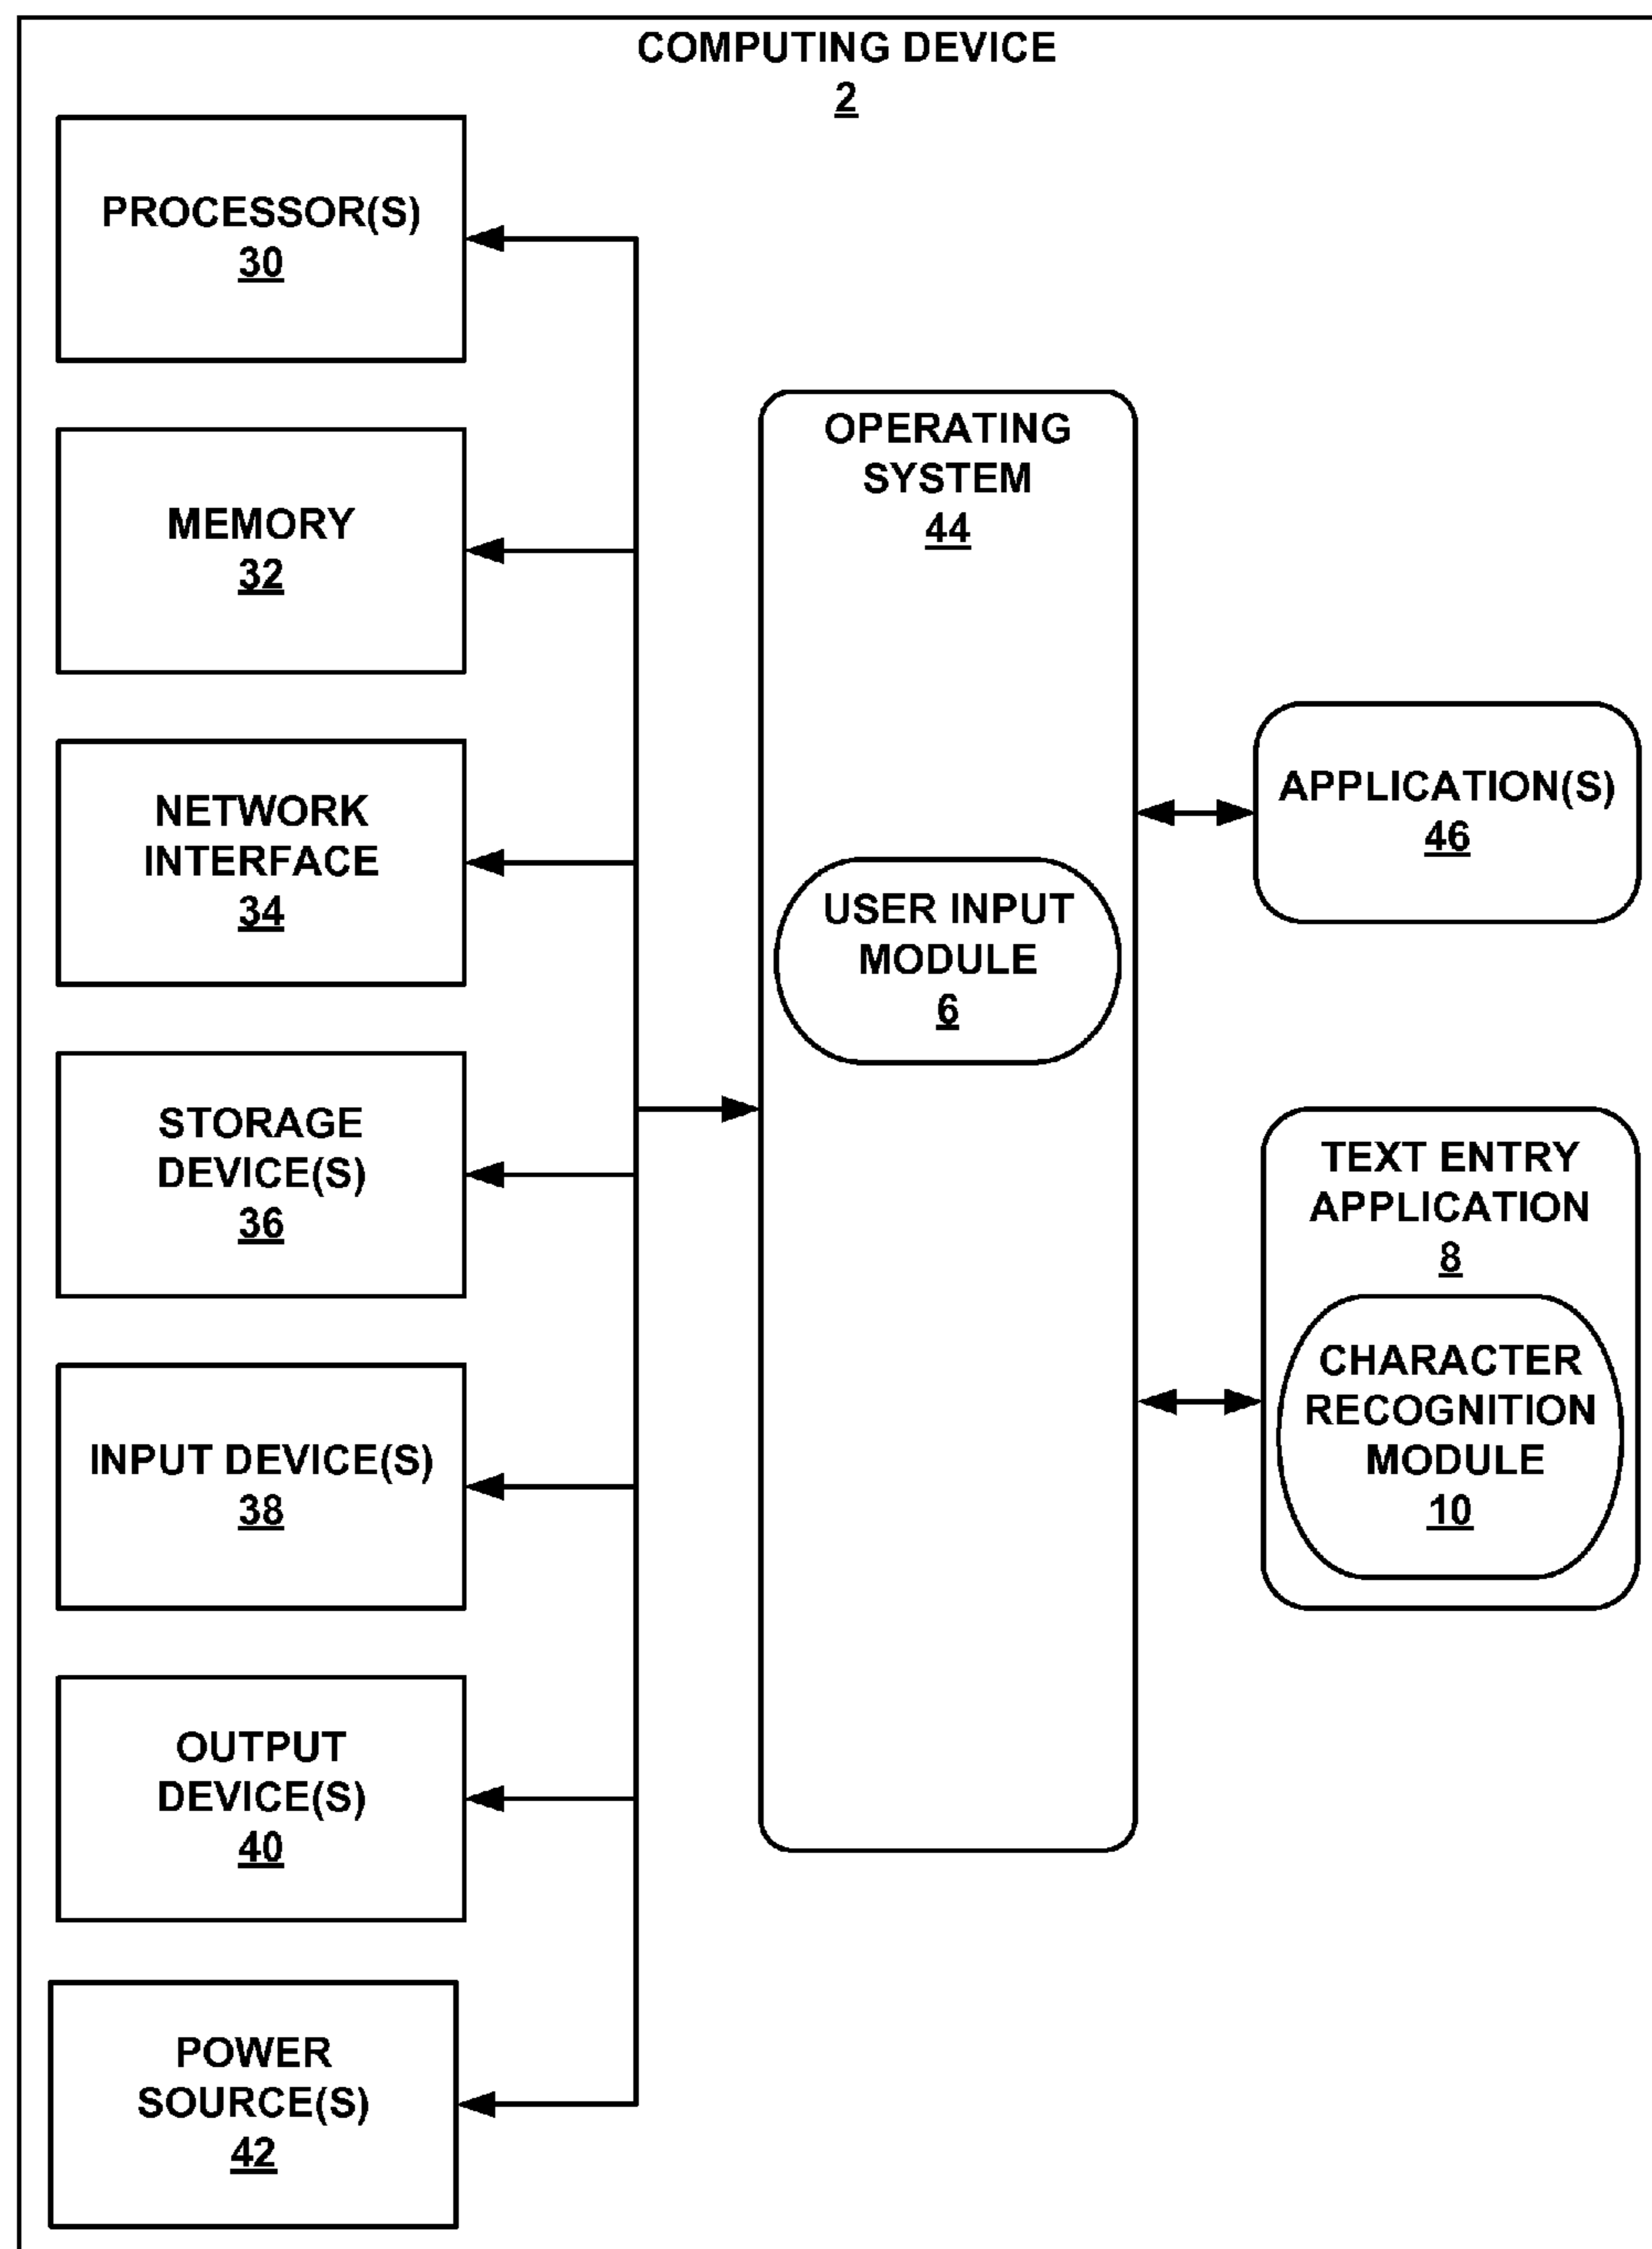 COMPUTING DEVICE
2
PROCESSOR(S)
30
MEMORY
32
NETWORK
INTERFACE
34
STORAGE
DEVICE(S)
36
INPUT DEVICE(S)
38
OUTPUT
DEVICE(S)
40
POWER
SOURCE(S)
42
OPERATING
SYSTEM
44
USER INPUT
MODULE
6
APPLICATION(S)
46
TEXT ENTRY
APPLICATION
8
CHARACTER
RECOGNITION
MODULE
10